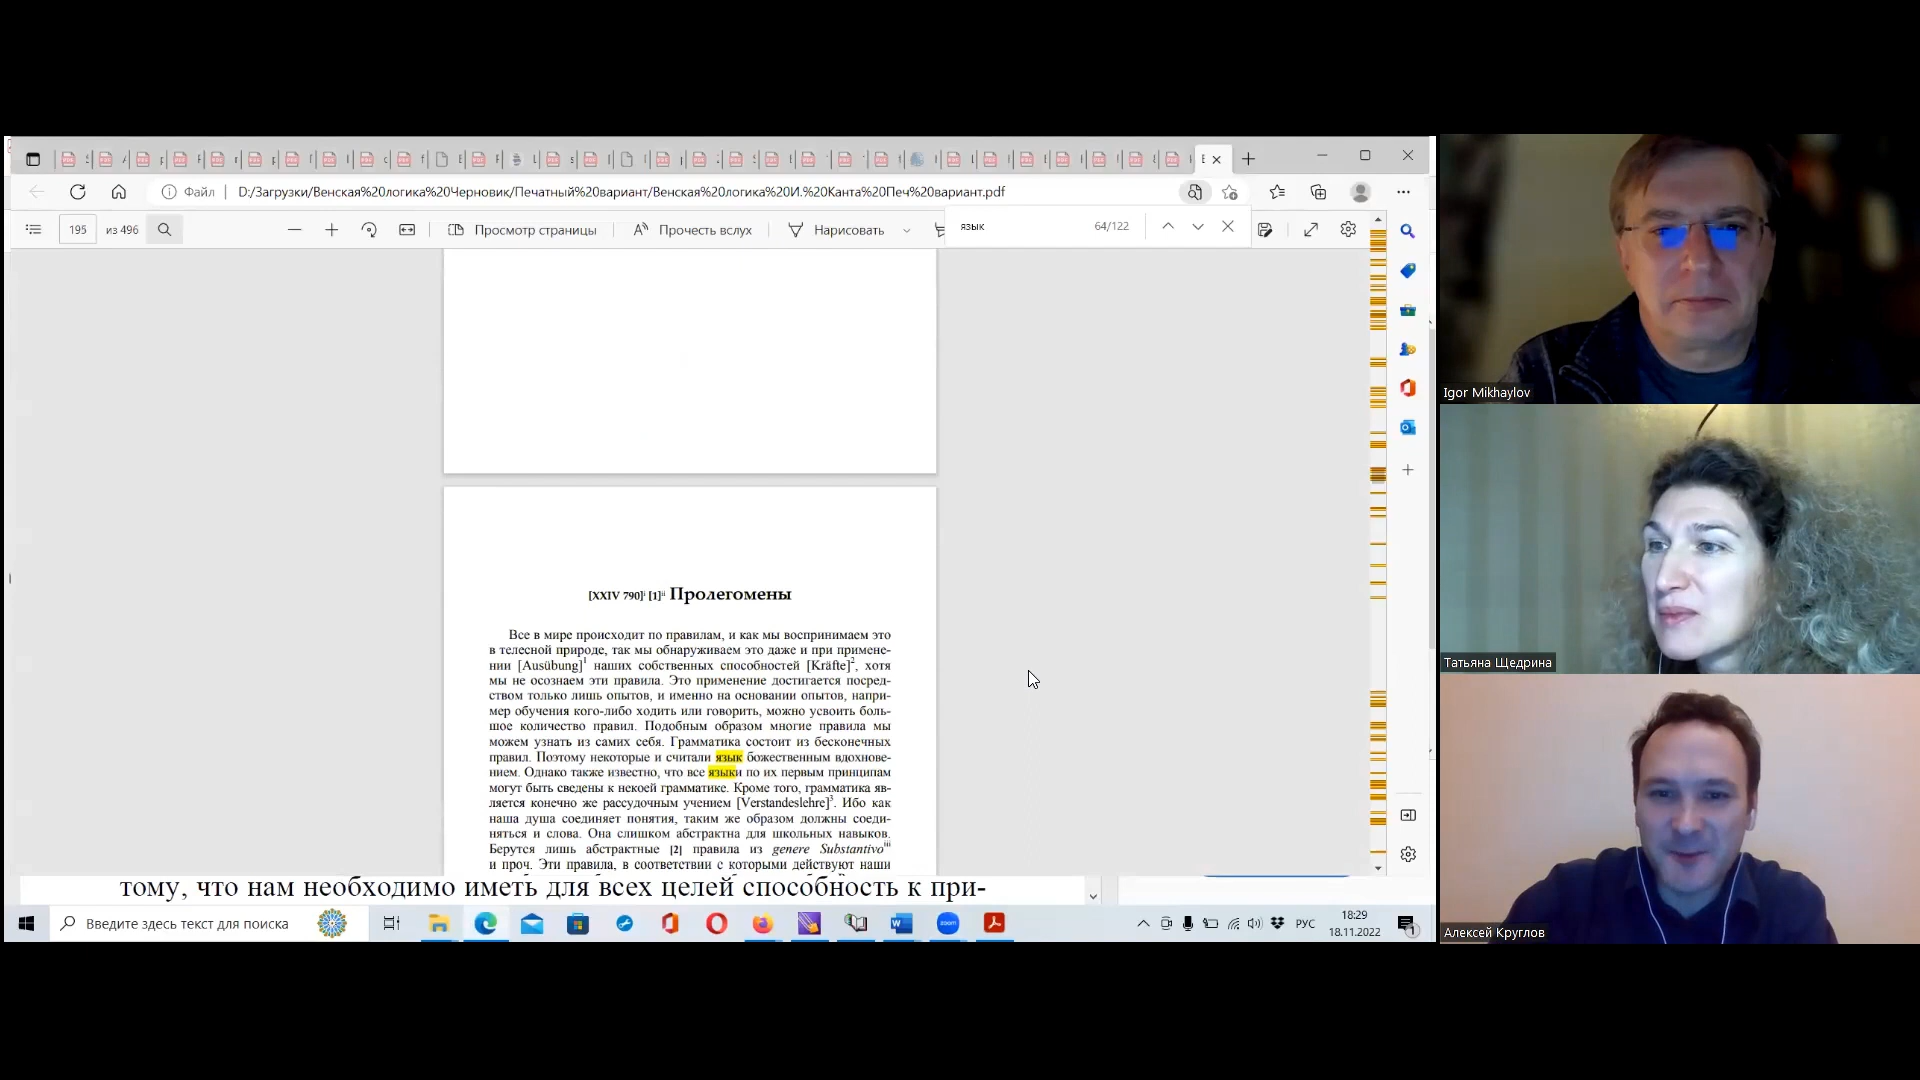 Файл
D:/Загрузки/Венская%20логика%20Черновик/Печатный%20вариант/Венская%20логика%20И.%20Канта%20Печ%20вариант.pdf
195 из 496
Просмотр страницы
Прочесть вслух
Нарисовать
язык
64/122
[XXIV 790]i [1]ii Пролегомены
Все в мире происходит по правилам, и как мы воспринимаем это
в телесной природе, так мы обнаруживаем это даже и при примене-
нии [Ausübung]1 наших собственных способностей [Kräfte]2, хотя
мы не осознаем эти правила. Это применение достигается посред-
ством только лишь опытов, и именно на основании опытов, напри-
мер обучения кого-либо ходить или говорить, можно усвоить боль-
шое количество правил. Подобным образом многие правила мы
можем узнать из самих себя. Грамматика состоит из бесконечных
правил. Поэтому некоторые и считали язык божественным вдохнове-
нием. Однако также известно, что все языки по их первым принципам
могут быть сведены к некоей грамматике. Кроме того, грамматика яв-
ляется конечно же рассудочным учением [Verstandeslehre]3. Ибо как
наша душа соединяет понятия, таким же образом должны соеди-
няться и слова. Она слишком абстрактна для школьных навыков.
Берутся лишь абстрактные [2] правила из genere Substantivoiii
и проч. Эти правила, в соответствии с которыми действуют наши
тому, что нам необходимо иметь для всех целей способность к при-
Введите здесь текст для поиска
zoom
РУС
18:29
18.11.2022
1
Igor Mikhaylov
Татьяна Щедрина
Алексей Круглов